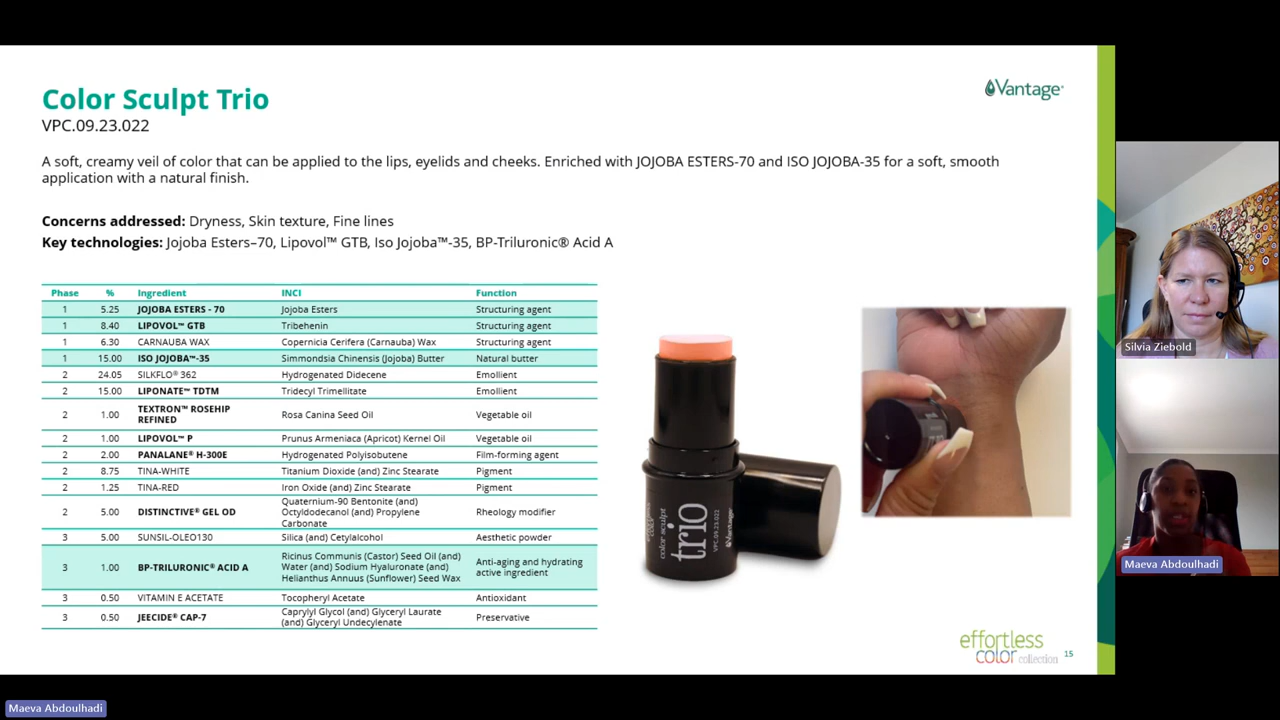 Color Sculpt Trio
VPC.09.23.022
Vantage®
A soft, creamy veil of color that can be applied to the lips, eyelids and cheeks. Enriched with JOJOBA ESTERS-70 and ISO JOJOBA-35 for a soft, smooth
application with a natural finish.
Concerns addressed: Dryness, Skin texture, Fine lines
Key technologies: Jojoba Esters–70, Lipovol™ GTB, Iso Jojoba™-35, BP-Triluronic® Acid A
Phase % Ingredient INCI Function
1 5.25 JOJOBA ESTERS - 70 Jojoba Esters Structuring agent
1 8.40 LIPOVOL™ GTB Tribehenin Structuring agent
1 6.30 CARNAUBA WAX Copernicia Cerifera (Carnauba) Wax Structuring agent
1 15.00 ISO JOJOBA™-35 Simmondsia Chinensis (Jojoba) Butter Natural butter
2 24.05 SILKFLO® 362 Hydrogenated Didecene Emollient
2 15.00 LIPONATE™ TDTM Tridecyl Trimellitate Emollient
2 1.00 TEXTRON™ ROSEHIP REFINED Rosa Canina Seed Oil Vegetable oil
2 1.00 LIPOVOL™ P Prunus Armeniaca (Apricot) Kernel Oil Vegetable oil
2 2.00 PANALANE® H-300E Hydrogenated Polyisobutene Film-forming agent
2 8.75 TINA-WHITE Titanium Dioxide (and) Zinc Stearate Pigment
2 1.25 TINA-RED Iron Oxide (and) Zinc Stearate Pigment
2 5.00 DISTINCTIVE® GEL OD Quaternium-90 Bentonite (and) Octyldodecanol (and) Propylene Carbonate Rheology modifier
3 5.00 SUNSIL-OLEO130 Silica (and) Cetylalcohol Aesthetic powder
3 1.00 BP-TRILURONIC® ACID A Ricinus Communis (Castor) Seed Oil (and) Water (and) Sodium Hyaluronate (and) Helianthus Annuus (Sunflower) Seed Wax Anti-aging and hydrating active ingredient
3 0.50 VITAMIN E ACETATE Tocopheryl Acetate Antioxidant
3 0.50 JEECIDE® CAP-7 Caprylyl Glycol (and) Glyceryl Laurate (and) Glyceryl Undecylenate Preservative
color sculpt
trio
VPC.09.23.022
Vantage
effortless
color collection
15
Silvia Ziebold
Maeva Abdoulhadi
Maeva Abdoulhadi